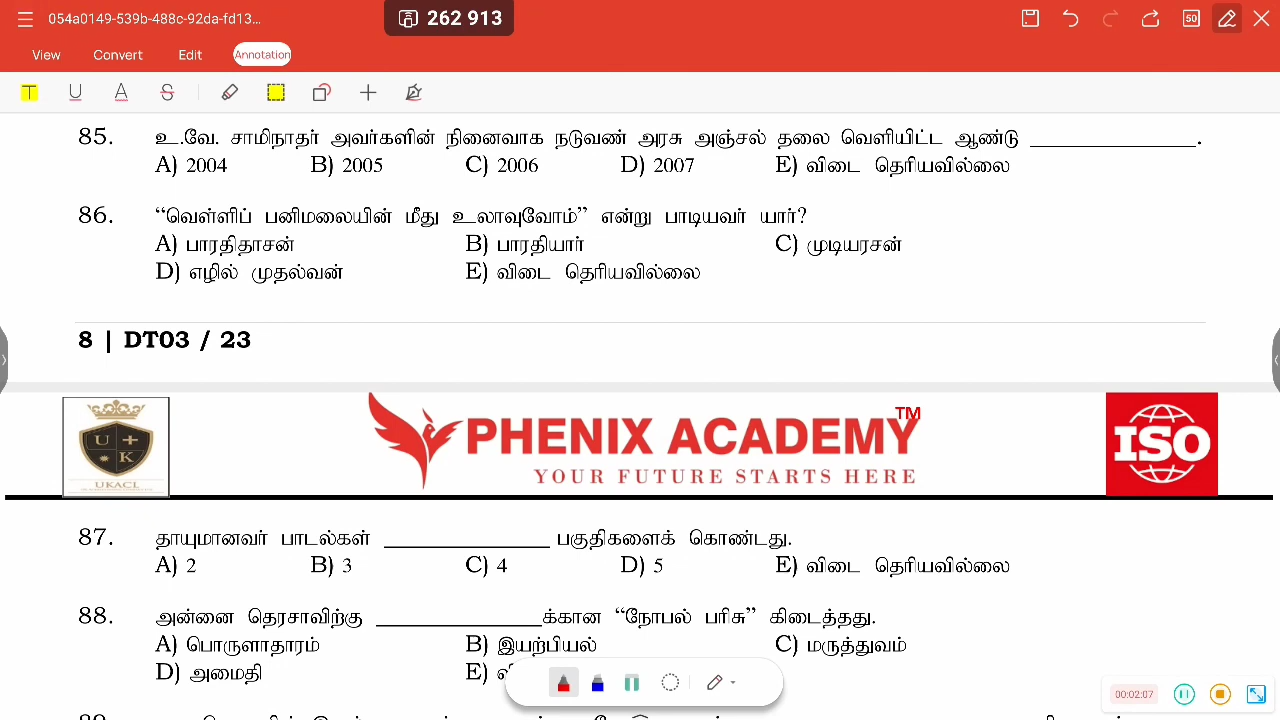 054a0149-539b-488c-92da-fd13...
262 913
50
View Convert Edit Annotation
T U A S
85. உ.வே. சாமிநாதர் அவர்களின் நினைவாக நடுவண் அரசு அஞ்சல் தலை வெளியிட்ட ஆண்டு ______________.
A) 2004 B) 2005 C) 2006 D) 2007 E) விடை தெரியவில்லை
86. “வெள்ளிப் பனிமலையின் மீது உலாவுவோம்” என்று பாடியவர் யார்?
A) பாரதிதாசன் B) பாரதியார் C) முடியரசன்
D) எழில் முதல்வன் E) விடை தெரியவில்லை
8 | DT03 / 23
U K
UKACL
PHENIX ACADEMY TM
YOUR FUTURE STARTS HERE
ISO
87. தாயுமானவர் பாடல்கள் ______________ பகுதிகளைக் கொண்டது.
A) 2 B) 3 C) 4 D) 5 E) விடை தெரியவில்லை
88. அன்னை தெரசாவிற்கு ______________க்கான “நோபல் பரிசு” கிடைத்தது.
A) பொருளாதாரம் B) இயற்பியல் C) மருத்துவம்
D) அமைதி E)
00:02:07